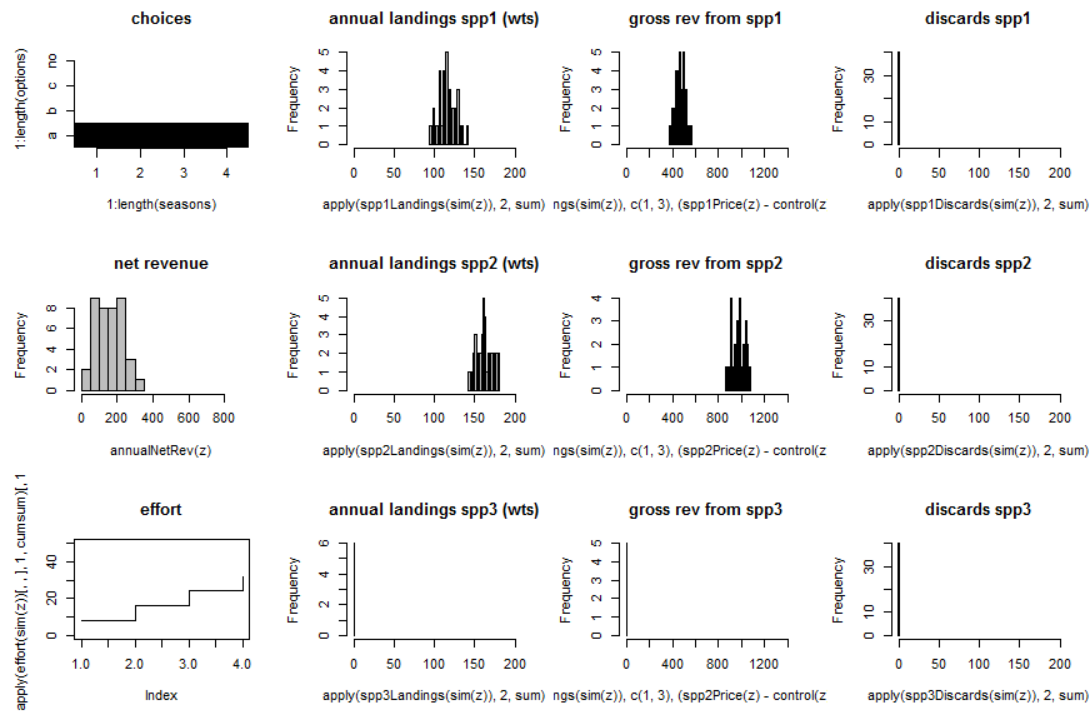 choices
1:length(options)
no
c
b
a
1 2 3 4
1:length(seasons)
annual landings spp1 (wts)
Frequency
5
4
3
2
1
0
0 50 100 150 200
apply(spp1Landings(sim(z)), 2, sum)
gross rev from spp1
Frequency
5
4
3
2
1
0
0 400 800 1200
ngs(sim(z)), c(1, 3), (spp1Price(z) - control(z
discards spp1
Frequency
30
10
0
0 50 100 150 200
apply(spp1Discards(sim(z)), 2, sum)
net revenue
Frequency
8
6
4
2
0
0 200 400 600 800
annualNetRev(z)
annual landings spp2 (wts)
Frequency
5
4
3
2
1
0
0 50 100 150 200
apply(spp2Landings(sim(z)), 2, sum)
gross rev from spp2
Frequency
4
3
2
1
0
0 400 800 1200
ngs(sim(z)), c(1, 3), (spp2Price(z) - control(z
discards spp2
Frequency
30
10
0
0 50 100 150 200
apply(spp2Discards(sim(z)), 2, sum)
effort
apply(effort(sim(z))[, , ], 1, cumsum)[, 1
40
20
0
1.0 2.0 3.0 4.0
Index
annual landings spp3 (wts)
Frequency
6
4
2
0
0 50 100 150 200
apply(spp3Landings(sim(z)), 2, sum)
gross rev from spp3
Frequency
5
4
3
2
1
0
0 400 800 1200
ngs(sim(z)), c(1, 3), (spp2Price(z) - control(z
discards spp3
Frequency
30
10
0
0 50 100 150 200
apply(spp3Discards(sim(z)), 2, sum)